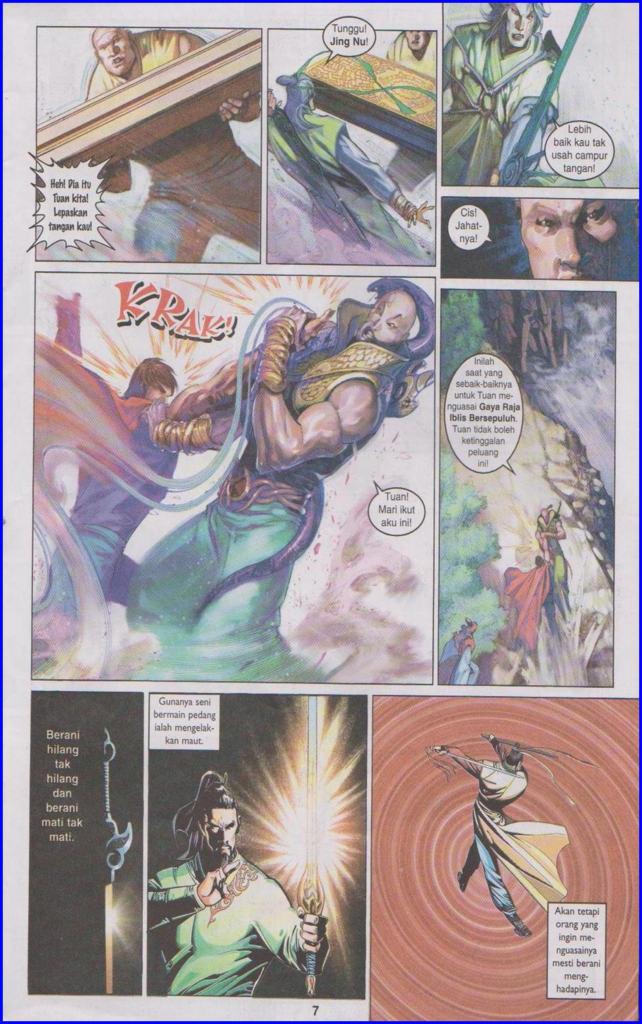 Heh! Dia itu
Tuan kita!
Lepaskan
tangan kau!
Tunggu!
Jing Nu!
Lebih
baik kau tak
usah campur
tangan!
Cis!
Jahat-
nya!
KRAK!
Tuan!
Mari ikut
aku ini!
Inilah
saat yang
sebaik-baiknya
untuk Tuan me-
nguasai Gaya Raja
Iblis Bersepuluh.
Tuan tidak boleh
ketinggalan
peluang
ini!
Berani
hilang
tak
hilang
dan
berani
mati tak
mati.
Gunanya seni
bermain pedang
ialah mengelak-
kan maut.
Akan tetapi
orang yang
ingin me-
nguasainya
mesti berani
meng-
hadapinya.
7